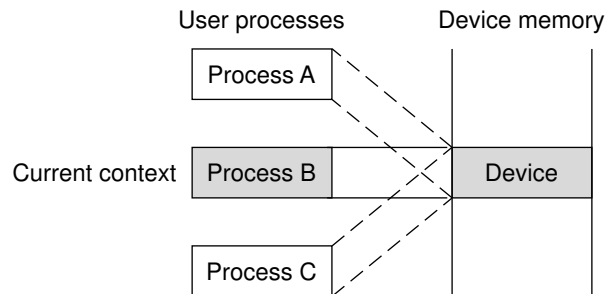 User processes
Device memory
Process A
Current context
Process B
Device
Process C